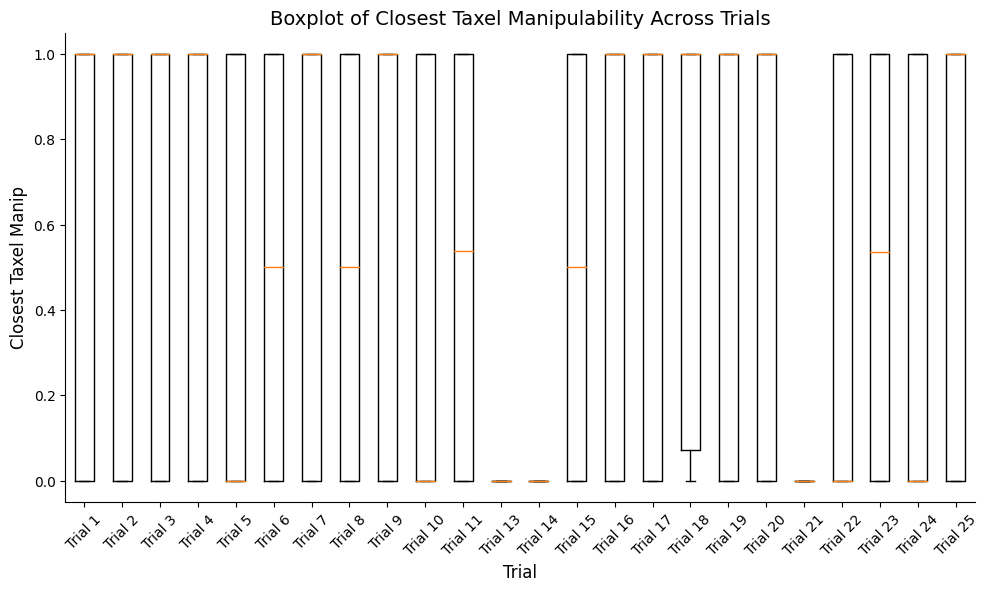 Boxplot of Closest Taxel Manipulability Across Trials
Closest Taxel Manip
1.0
0.8
0.6
0.4
0.2
0.0
Trial 1
Trial 2
Trial 3
Trial 4
Trial 5
Trial 6
Trial 7
Trial 8
Trial 9
Trial 10
Trial 11
Trial 13
Trial 14
Trial 15
Trial 16
Trial 17
Trial 18
Trial 19
Trial 20
Trial 21
Trial 22
Trial 23
Trial 24
Trial 25
Trial